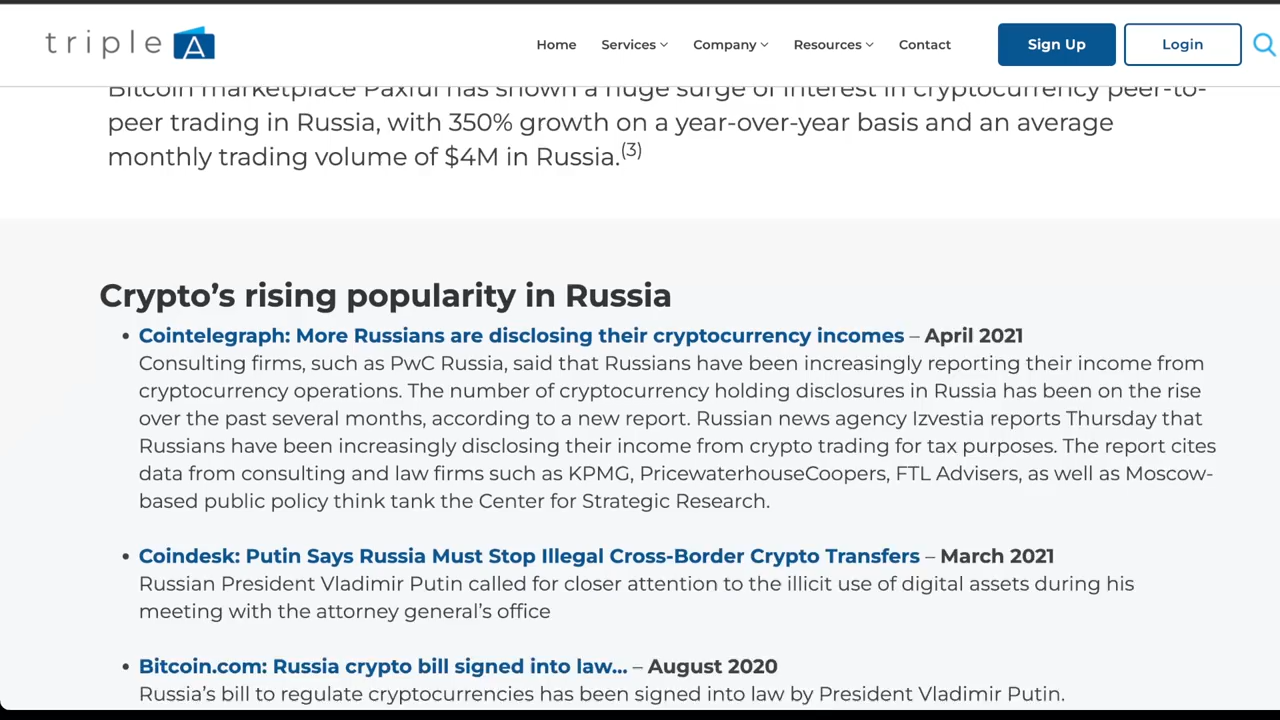 triple A
Home Services Company Resources Contact Sign Up Login
Bitcoin marketplace Paxful has shown a huge surge of interest in cryptocurrency peer-to-
peer trading in Russia, with 350% growth on a year-over-year basis and an average
monthly trading volume of $4M in Russia.(3)
Crypto's rising popularity in Russia
• Cointelegraph: More Russians are disclosing their cryptocurrency incomes – April 2021
Consulting firms, such as PwC Russia, said that Russians have been increasingly reporting their income from
cryptocurrency operations. The number of cryptocurrency holding disclosures in Russia has been on the rise
over the past several months, according to a new report. Russian news agency Izvestia reports Thursday that
Russians have been increasingly disclosing their income from crypto trading for tax purposes. The report cites
data from consulting and law firms such as KPMG, PricewaterhouseCoopers, FTL Advisers, as well as Moscow-
based public policy think tank the Center for Strategic Research.
• Coindesk: Putin Says Russia Must Stop Illegal Cross-Border Crypto Transfers – March 2021
Russian President Vladimir Putin called for closer attention to the illicit use of digital assets during his
meeting with the attorney general's office
• Bitcoin.com: Russia crypto bill signed into law... – August 2020
Russia's bill to regulate cryptocurrencies has been signed into law by President Vladimir Putin.